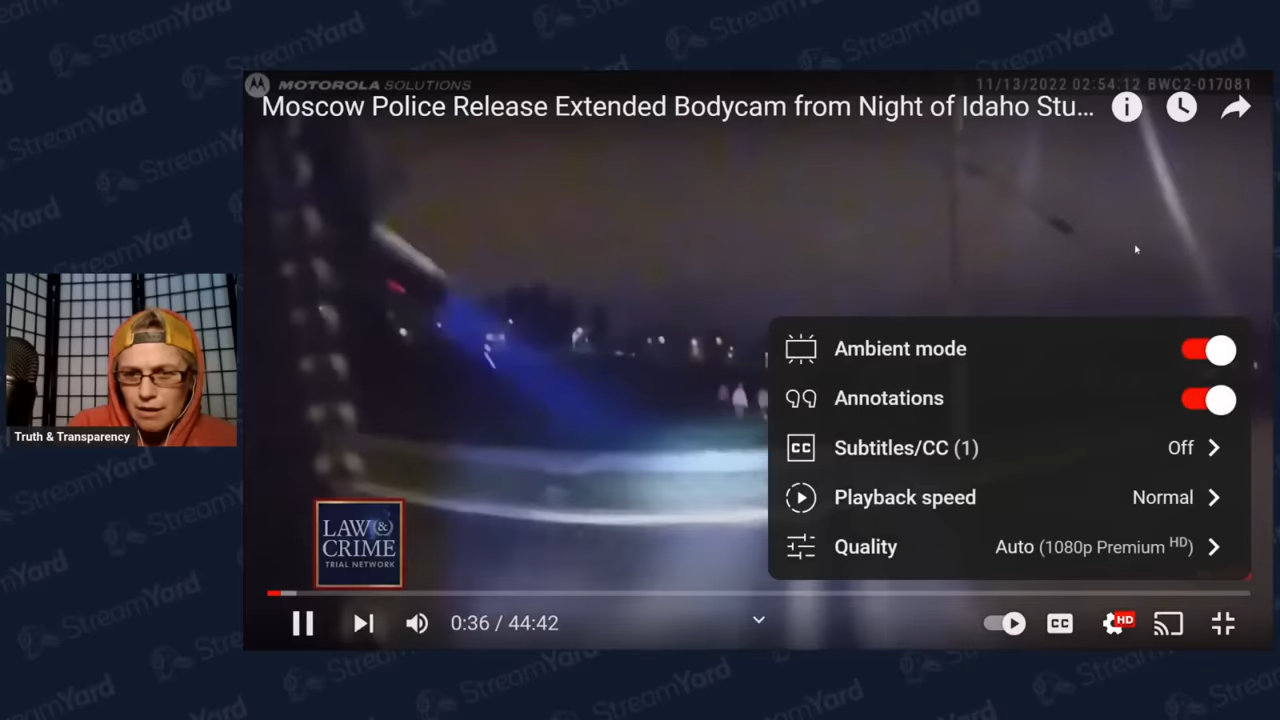 StreamYard
MOTOROLA SOLUTIONS
11/13/2022 02:54:12 BWC2-017081
Moscow Police Release Extended Bodycam from Night of Idaho Stu...
Ambient mode
Annotations
CC Subtitles/CC (1) Off
Playback speed Normal
Quality Auto (1080p Premium HD)
Truth & Transparency
LAW &
CRIME
TRIAL NETWORK
0:36 / 44:42
CC
HD